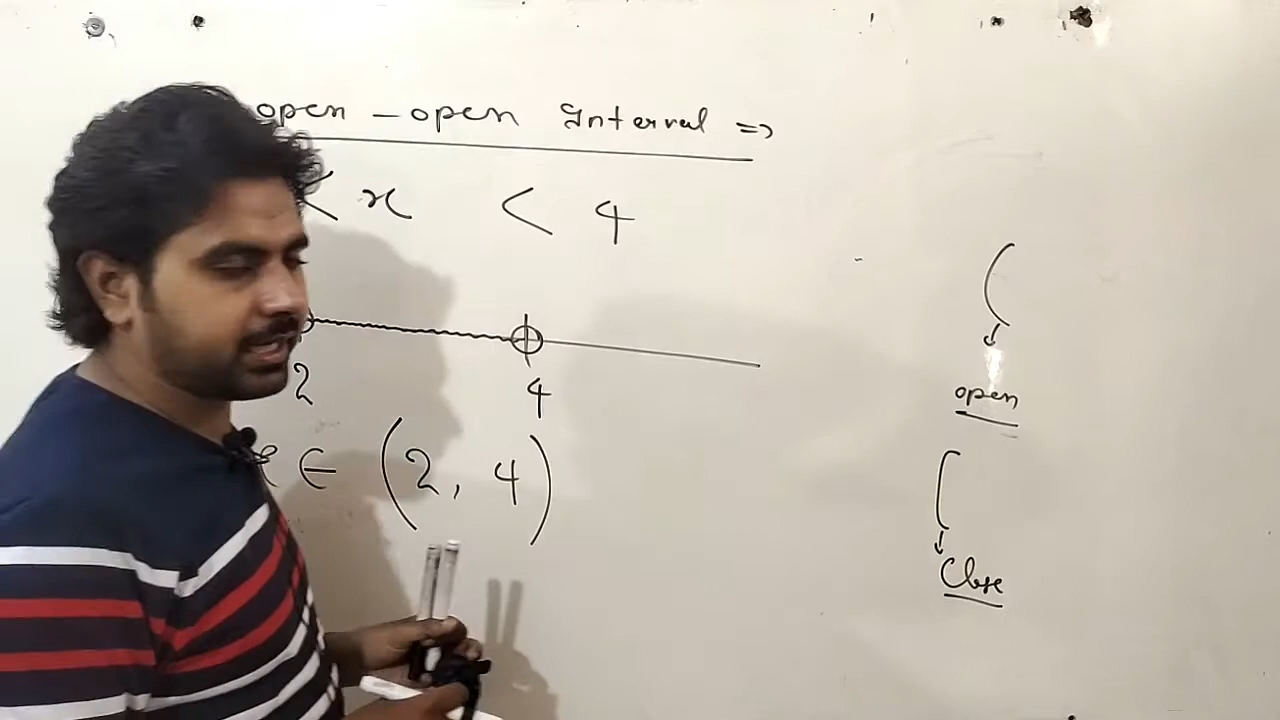 open - open Interval =>
< x < 4
2 4
x ∈ (2, 4)
(
open
[
Close